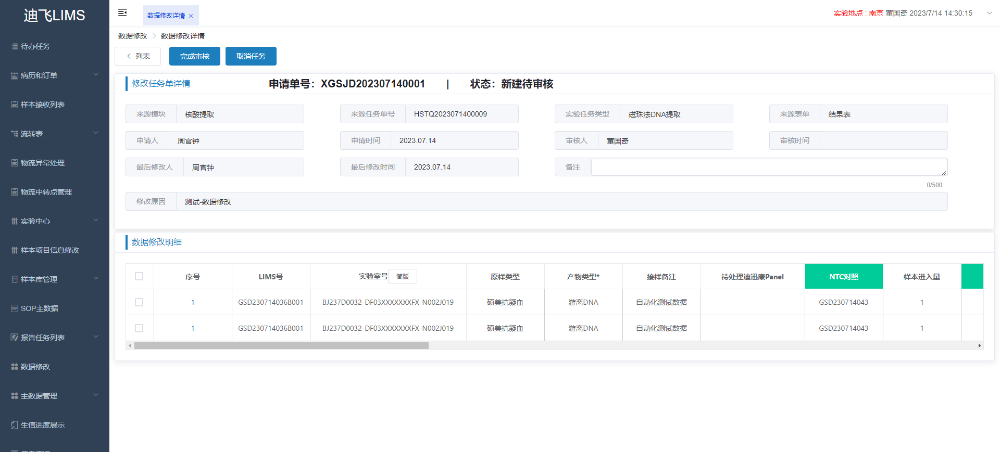 迪飞LIMS
数据修改详情
实验地点 : 南京 董国奇 2023/7/14 14:30:15
数据修改 > 数据修改详情
列表
完成审核
取消任务
待办任务
病历和订单
样本接收列表
流转表
物流异常处理
物流中转点管理
实验中心
样本项目信息修改
样本库管理
SOP主数据
报告任务列表
数据修改
主数据管理
生信进度展示
修改任务单详情 申请单号：XGSJD202307140001 | 状态：新建待审核
来源模块 核酸提取 来源任务单号 HSTQ2023071400009 实验任务类型 磁珠法DNA提取 来源表单 结果表
申请人 周官钟 申请时间 2023.07.14 审核人 董国奇 审核时间
最后修改人 周官钟 最后修改时间 2023.07.14 备注
0/500
修改原因 测试-数据修改
数据修改明细
序号 LIMS号 实验室号 简版 原样类型 产物类型* 接样备注 待处理迪迅康Panel NTC对照 样本进入量
1 GSD230714036B001 BJ237D0032-DF03XXXXXXXFX-N002J019 硕美抗凝血 游离DNA 自动化测试数据 GSD230714043 1
1 GSD230714036B001 BJ237D0032-DF03XXXXXXXFX-N002J019 硕美抗凝血 游离DNA 自动化测试数据 GSD230714043 1